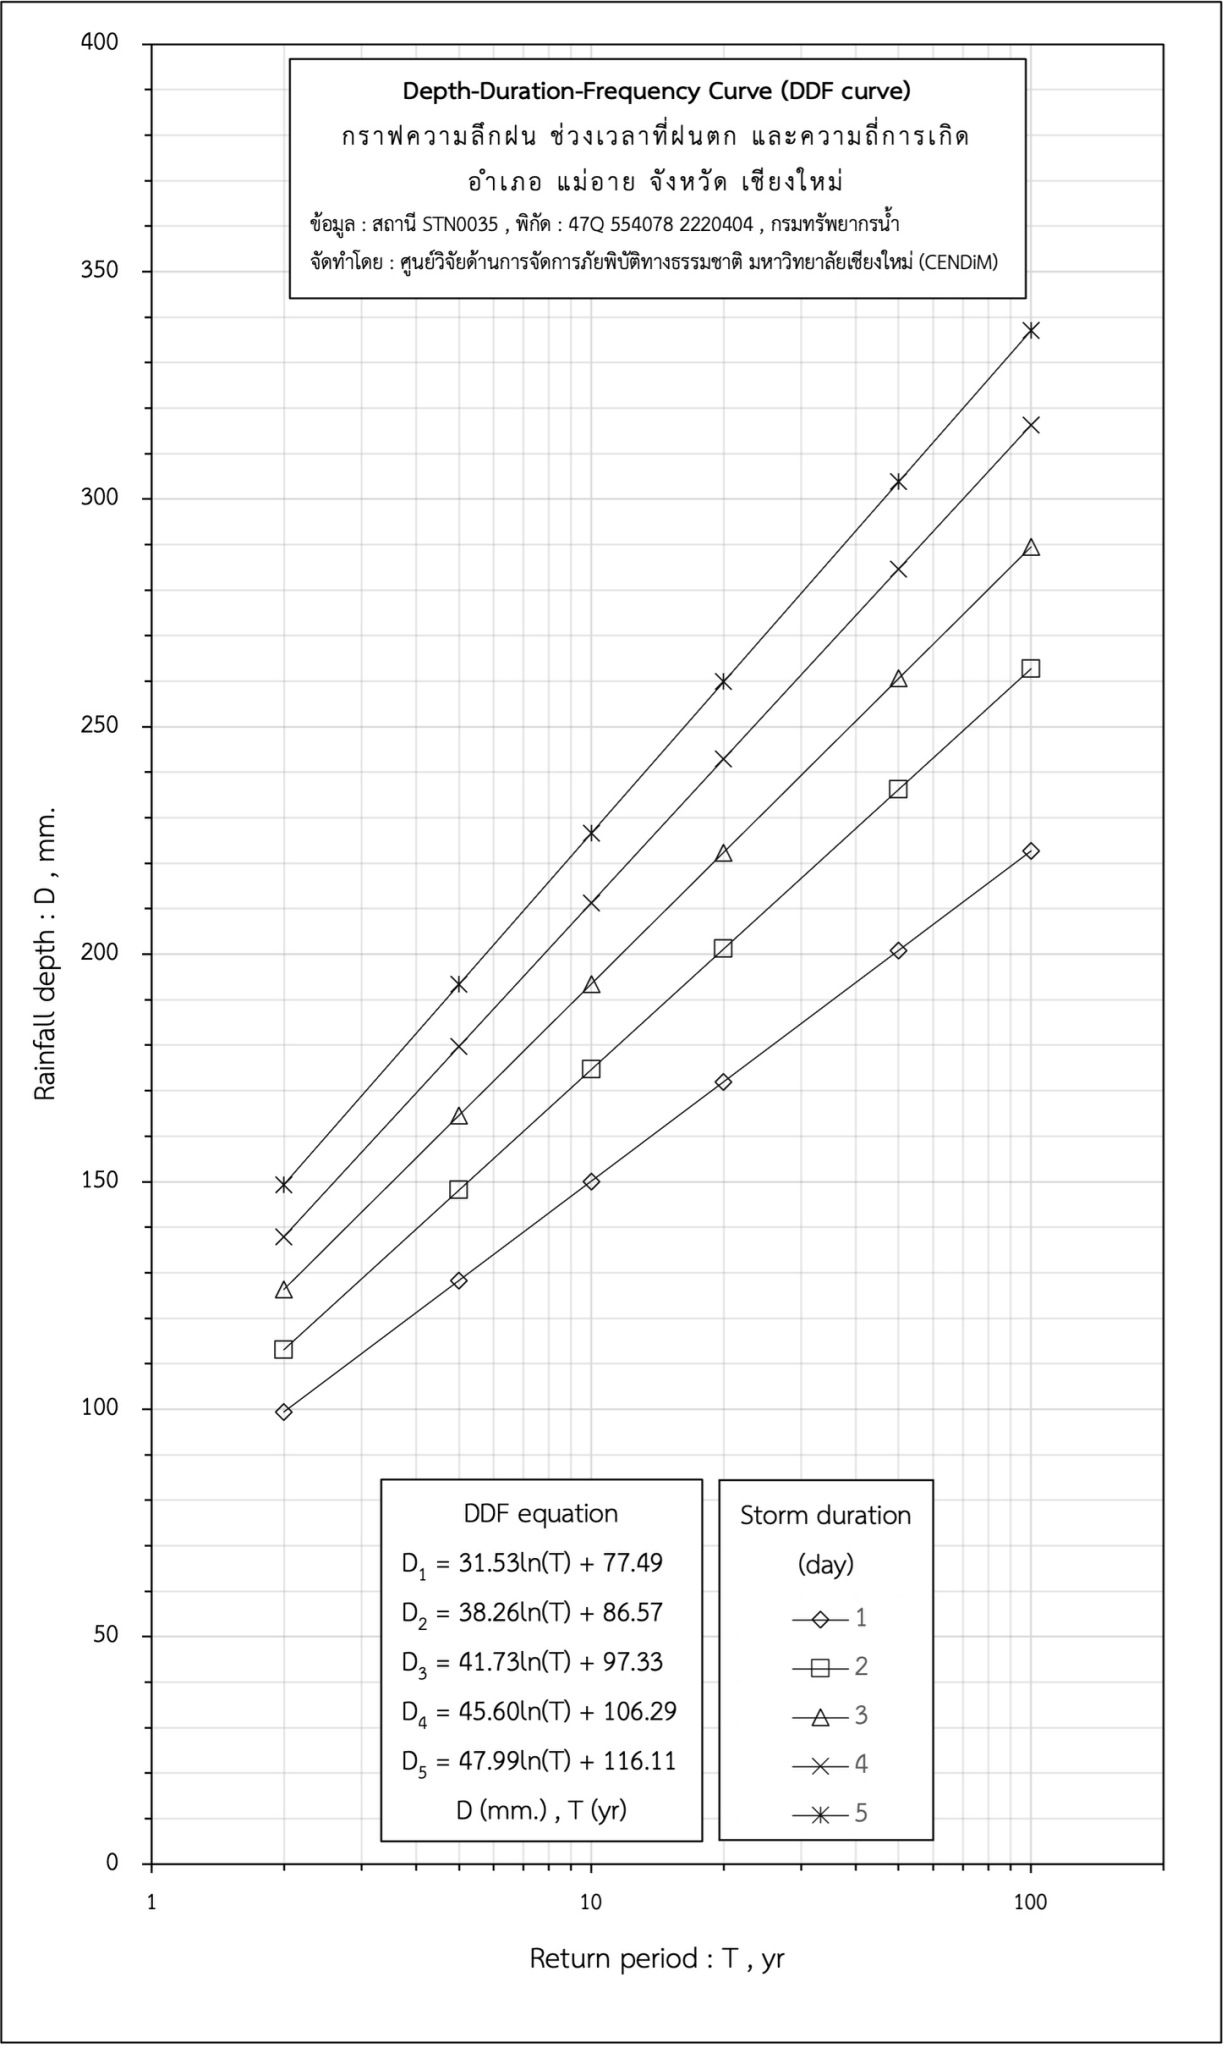 Depth-Duration-Frequency Curve (DDF curve)
กราฟความลึกฝน ช่วงเวลาที่ฝนตก และความถี่การเกิด
อำเภอ แม่อาย จังหวัด เชียงใหม่
ข้อมูล : สถานี STN0035 , พิกัด : 47Q 554078 2220404 , กรมทรัพยากรน้ำ
จัดทำโดย : ศูนย์วิจัยด้านการจัดการภัยพิบัติทางธรรมชาติ มหาวิทยาลัยเชียงใหม่ (CENDiM)
400
350
300
250
200
150
100
50
0
Rainfall depth : D , mm.
DDF equation
D₁ = 31.53ln(T) + 77.49
D₂ = 38.26ln(T) + 86.57
D₃ = 41.73ln(T) + 97.33
D₄ = 45.60ln(T) + 106.29
D₅ = 47.99ln(T) + 116.11
D (mm.) , T (yr)
Storm duration
(day)
1
2
3
4
5
1 10 100
Return period : T , yr